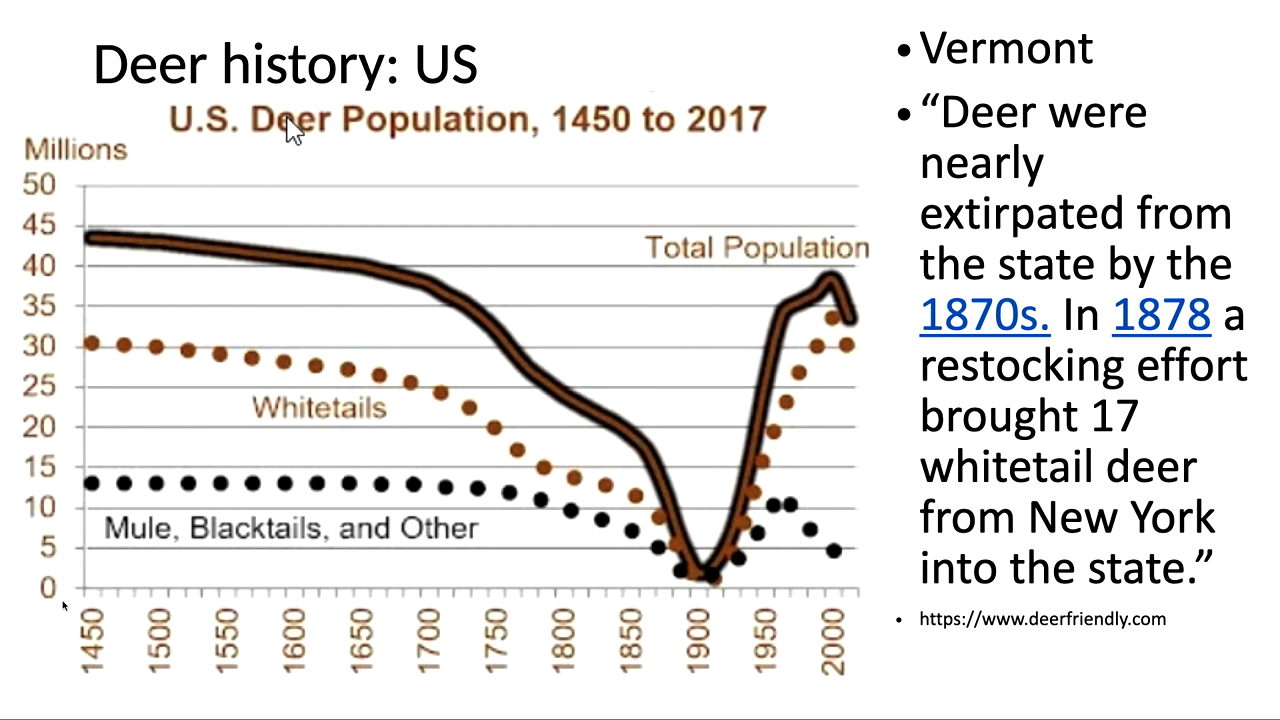 Deer history: US
U.S. Deer Population, 1450 to 2017
Millions
50
45
40
35
30
25
20
15
10
5
0
Total Population
Whitetails
Mule, Blacktails, and Other
1450
1500
1550
1600
1650
1700
1750
1800
1850
1900
1950
2000
• Vermont
• “Deer were
nearly
extirpated from
the state by the
1870s. In 1878 a
restocking effort
brought 17
whitetail deer
from New York
into the state.”
• https://www.deerfriendly.com